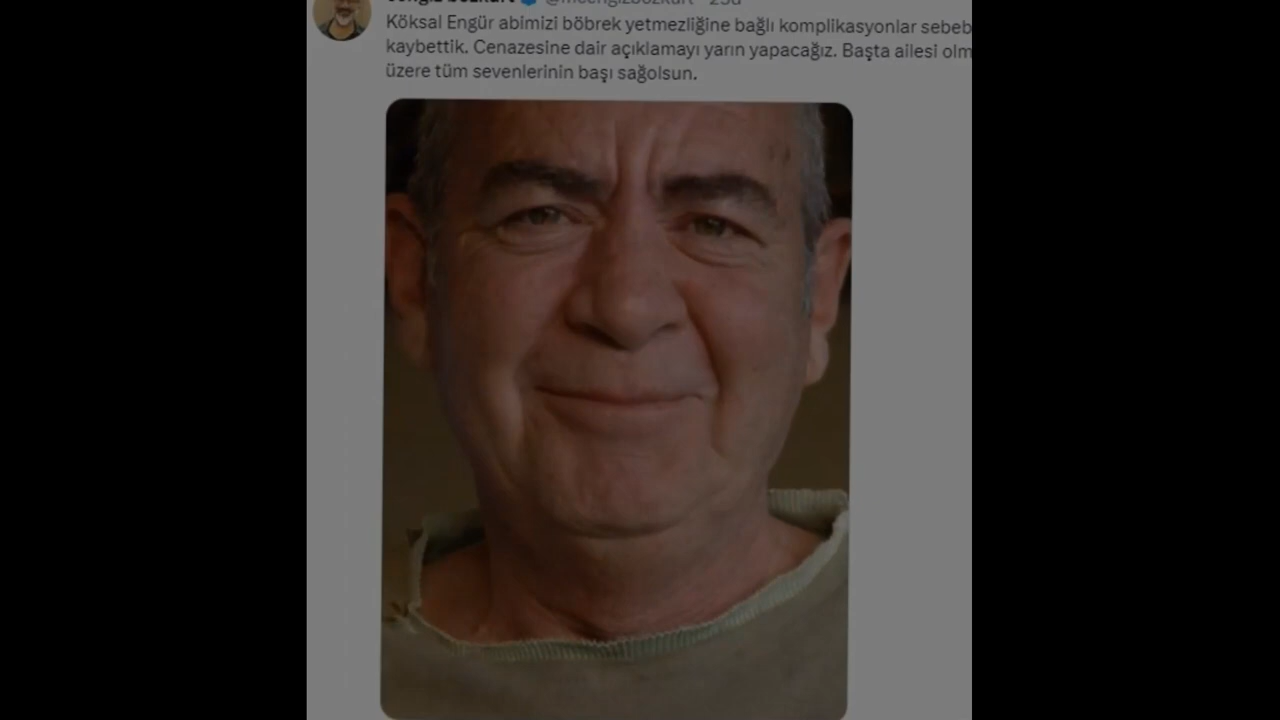 Köksal Engür abimizi böbrek yetmezliğine bağlı komplikasyonlar sebeb
kaybettik. Cenazesine dair açıklamayı yarın yapacağız. Başta ailesi olm
üzere tüm sevenlerinin başı sağolsun.